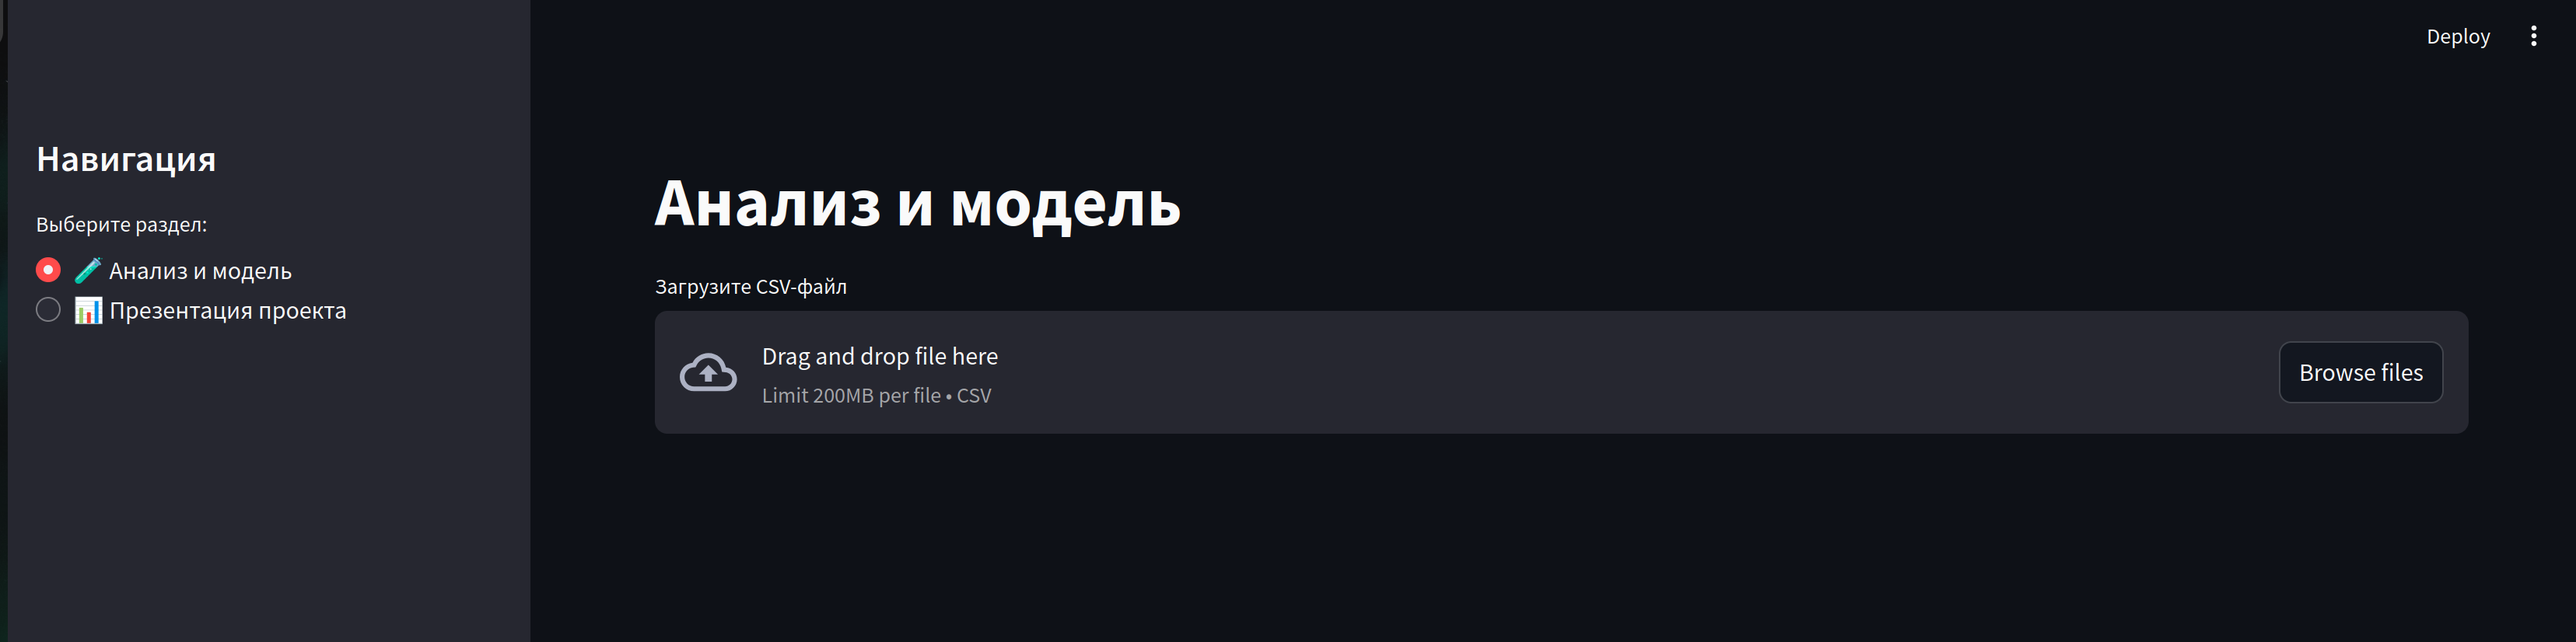 Deploy
Навигация
Выберите раздел:
🧪 Анализ и модель
📊 Презентация проекта
Анализ и модель
Загрузите CSV-файл
Drag and drop file here
Limit 200MB per file • CSV
Browse files